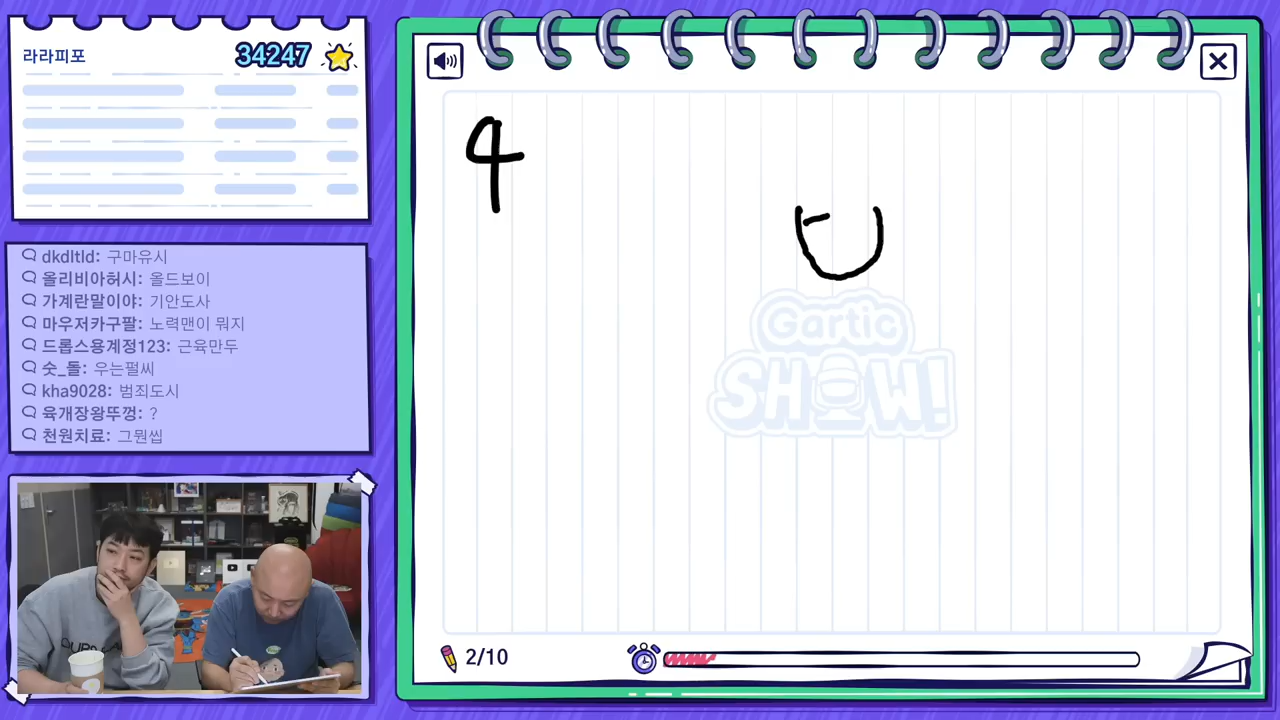 라라피포 34247
dkdltld: 구마유시
올리비아허시: 올드보이
가계란말이야: 기안도사
마우저카구팔: 노력맨이 뭐지
드롭스용계정123: 근육만두
숏_돌: 우는펄씨
kha9028: 범죄도시
육개장왕뚜껑: ?
천원치료: 그뭔씹
4
Gartic
SHOW!
2/10